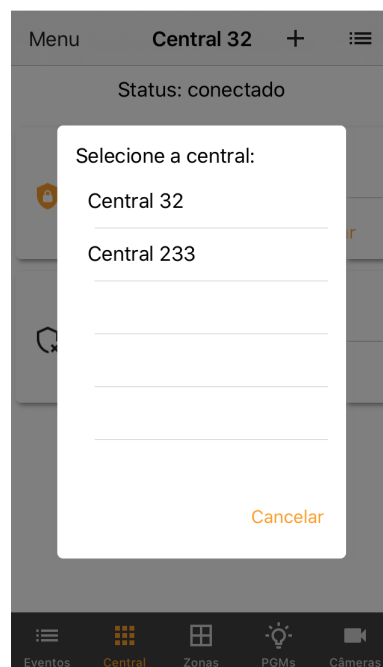 Menu Central 32 +
Status: conectado
Selecione a central:
Central 32
Central 233
Cancelar
Eventos Central Zonas PGMs Câmeras